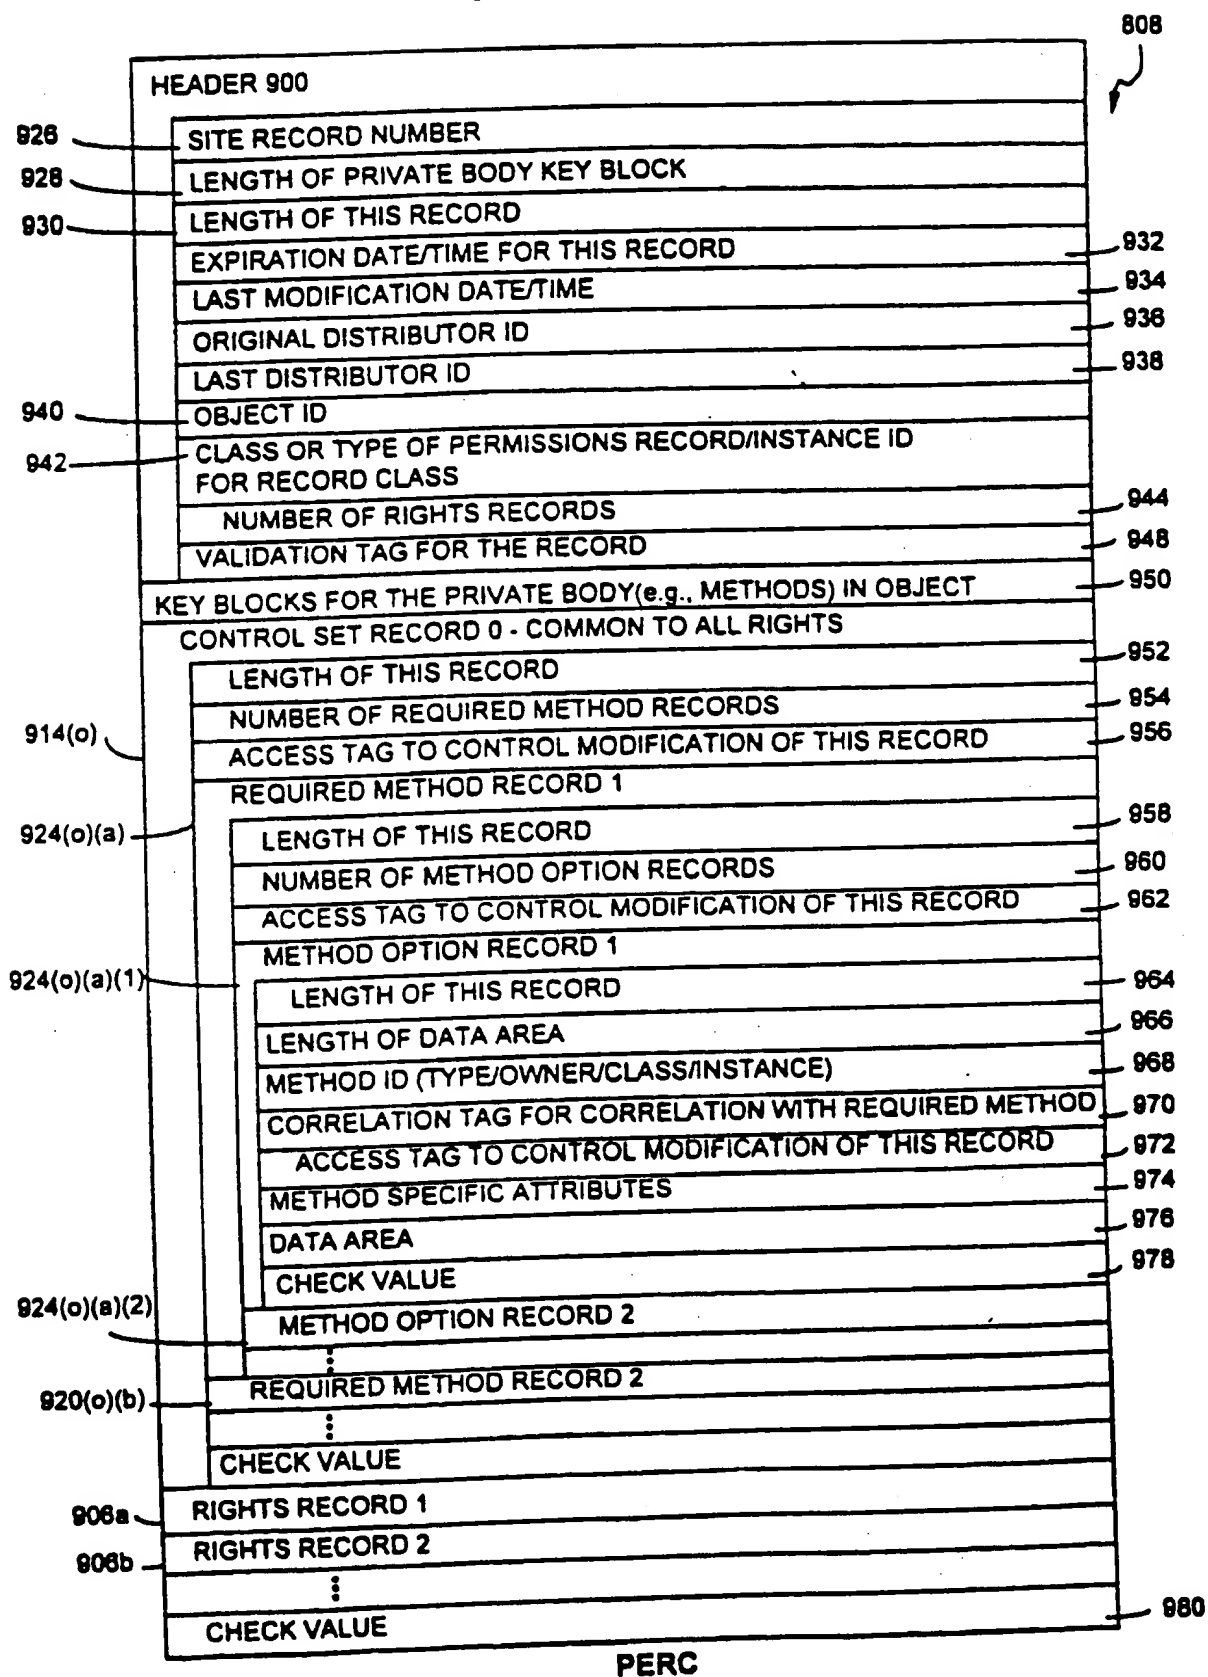 808
HEADER 900
926 SITE RECORD NUMBER
928 LENGTH OF PRIVATE BODY KEY BLOCK
930 LENGTH OF THIS RECORD
EXPIRATION DATE/TIME FOR THIS RECORD 932
LAST MODIFICATION DATE/TIME 934
ORIGINAL DISTRIBUTOR ID 936
LAST DISTRIBUTOR ID 938
940 OBJECT ID
942 CLASS OR TYPE OF PERMISSIONS RECORD/INSTANCE ID
FOR RECORD CLASS
NUMBER OF RIGHTS RECORDS 944
VALIDATION TAG FOR THE RECORD 948
KEY BLOCKS FOR THE PRIVATE BODY(e.g., METHODS) IN OBJECT 950
CONTROL SET RECORD 0 - COMMON TO ALL RIGHTS
LENGTH OF THIS RECORD 952
NUMBER OF REQUIRED METHOD RECORDS 954
914(o) ACCESS TAG TO CONTROL MODIFICATION OF THIS RECORD 956
REQUIRED METHOD RECORD 1
924(o)(a) LENGTH OF THIS RECORD 958
NUMBER OF METHOD OPTION RECORDS 960
ACCESS TAG TO CONTROL MODIFICATION OF THIS RECORD 962
METHOD OPTION RECORD 1
924(o)(a)(1) LENGTH OF THIS RECORD 964
LENGTH OF DATA AREA 966
METHOD ID (TYPE/OWNER/CLASS/INSTANCE) 968
CORRELATION TAG FOR CORRELATION WITH REQUIRED METHOD 970
ACCESS TAG TO CONTROL MODIFICATION OF THIS RECORD 972
METHOD SPECIFIC ATTRIBUTES 974
DATA AREA 976
CHECK VALUE 978
924(o)(a)(2) METHOD OPTION RECORD 2
920(o)(b) REQUIRED METHOD RECORD 2
CHECK VALUE
906a RIGHTS RECORD 1
906b RIGHTS RECORD 2
CHECK VALUE 980
PERC